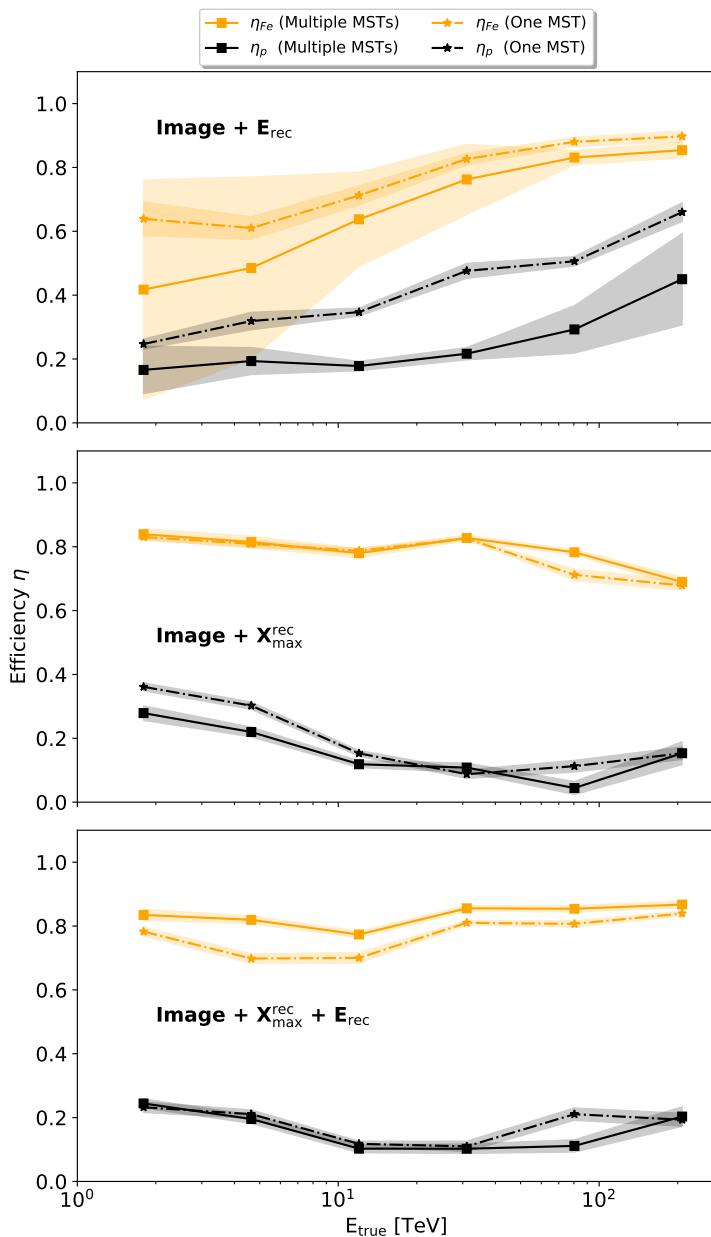 η_Fe (Multiple MSTs) η_Fe (One MST)
η_p (Multiple MSTs) η_p (One MST)
1.0
Image + E_rec
0.8
0.6
0.4
0.2
0.0
1.0
0.8
0.6
Image + X_max^rec
0.4
0.2
0.0
Efficiency η
1.0
0.8
0.6
Image + X_max^rec + E_rec
0.4
0.2
0.0
10^0 10^1 10^2
E_true [TeV]